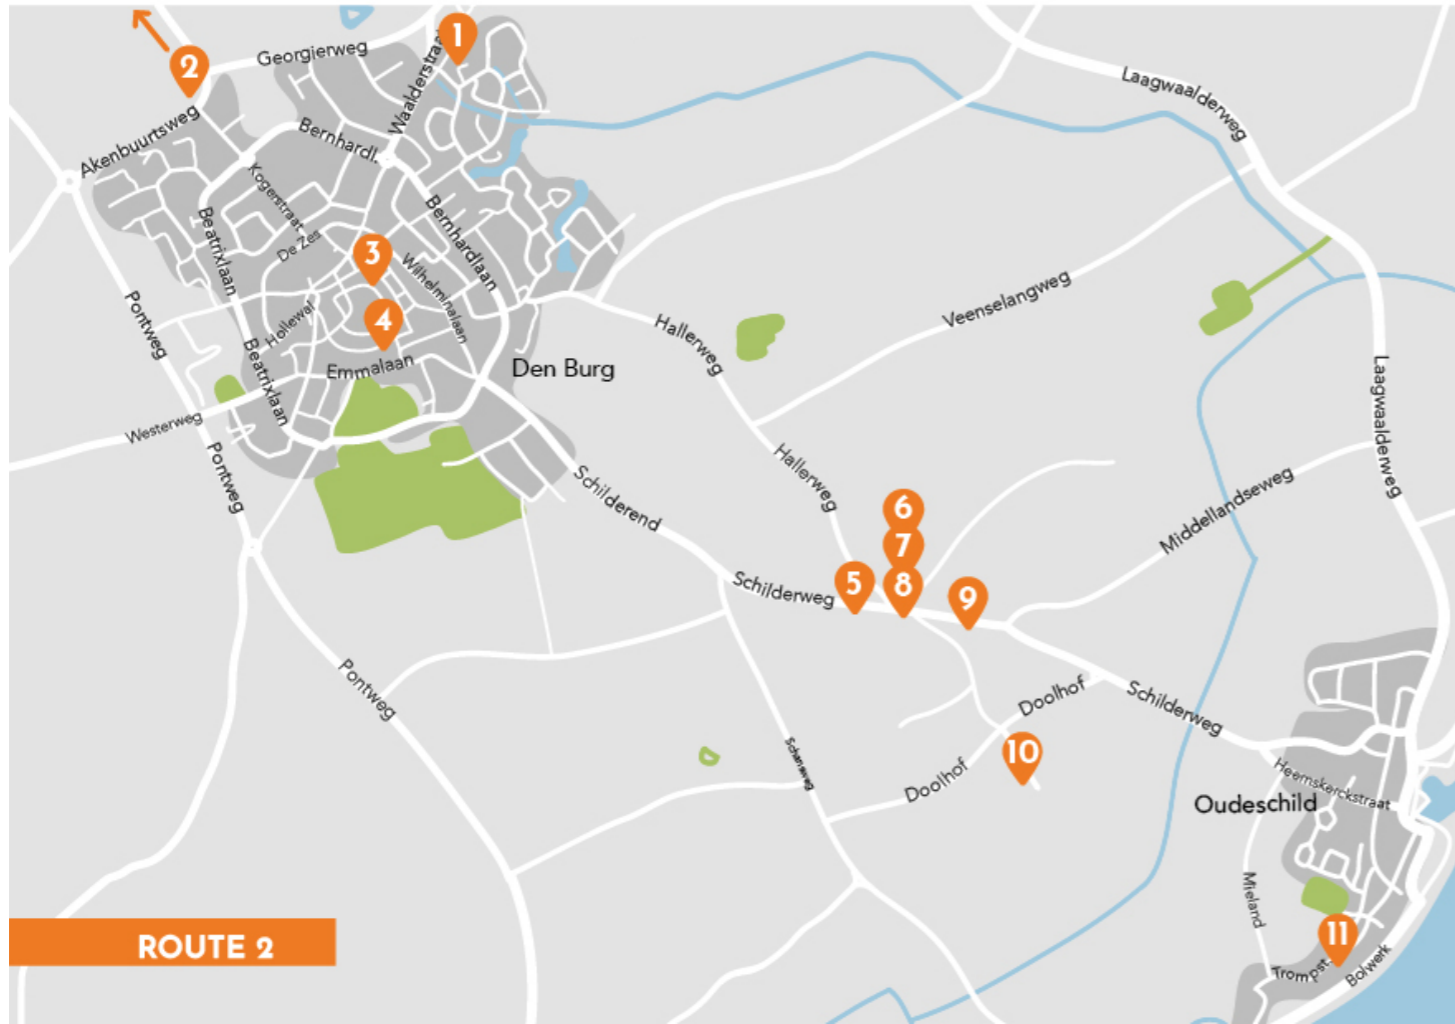 1
2
Georgierweg
Waalderstraat
Laagwaalderweg
Akenbuurtsweg
Bernhardl.
Kogerstraat
Beatrixlaan
De Zes
Bernhardlaan
3
Wilhelminalaan
4
Hollewal
Pontweg
Beatrixlaan
Emmalaan
Den Burg
Hallerweg
Veenselangweg
Laagwaalderweg
Westerweg
Pontweg
Schilderend
Hallerweg
Middellandseweg
6
7
5
8
9
Schilderweg
Pontweg
Doolhof
Schilderweg
10
Schansweg
Doolhof
Heemskerckstraat
Oudeschild
Mieland
11
Trompst.
Bolwerk
ROUTE 2